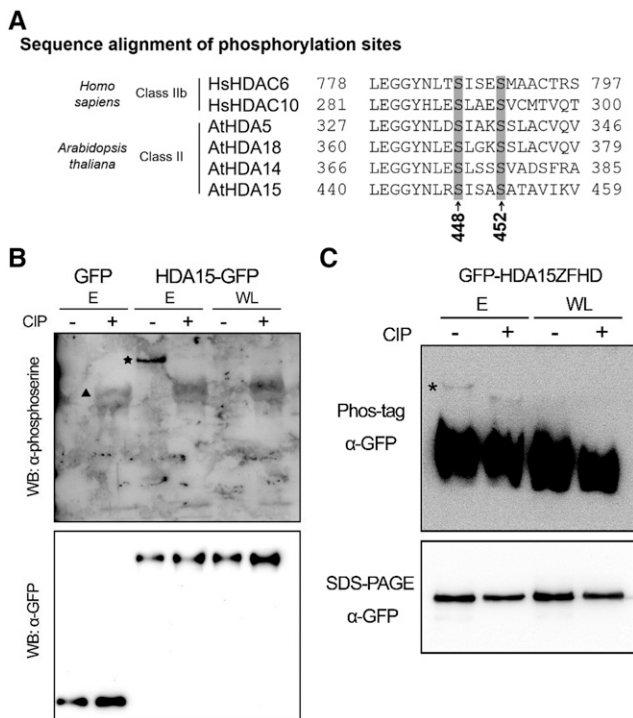 A
Sequence alignment of phosphorylation sites
Homo sapiens
Class IIb
HsHDAC6 778 LEGGYNLTSISESMAACTRS 797
HsHDAC10 281 LEGGYHLESLAESVCMTVQT 300
Arabidopsis thaliana
Class II
AtHDA5 327 LEGGYNLDSIAKSSLACVQV 346
AtHDA18 360 LEGGYNLESLGKSSLACVQV 379
AtHDA14 366 LEGGYNLESLSSSVADSFRA 385
AtHDA15 440 LEGGYNLRSISASATAVIKV 459
448
452
B
GFP HDA15-GFP
E E WL
CIP - + - + - +
★
▲
WB: α-phosphoserine
WB: α-GFP
C
GFP-HDA15ZFHD
E WL
CIP - + - +
*
Phos-tag
α-GFP
SDS-PAGE
α-GFP